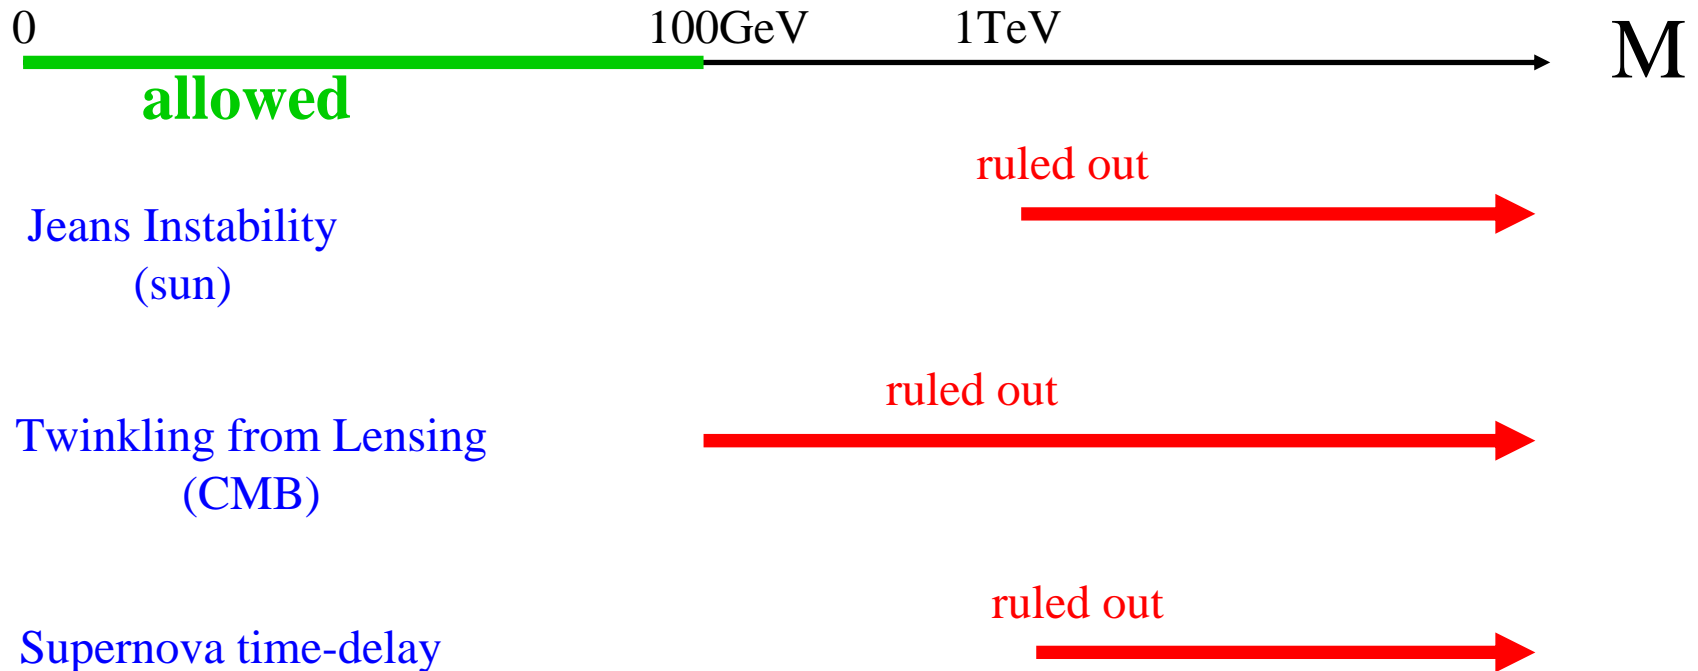 0 100GeV 1TeV M
allowed
ruled out
Jeans Instability
(sun)
ruled out
Twinkling from Lensing
(CMB)
ruled out
Supernova time-delay